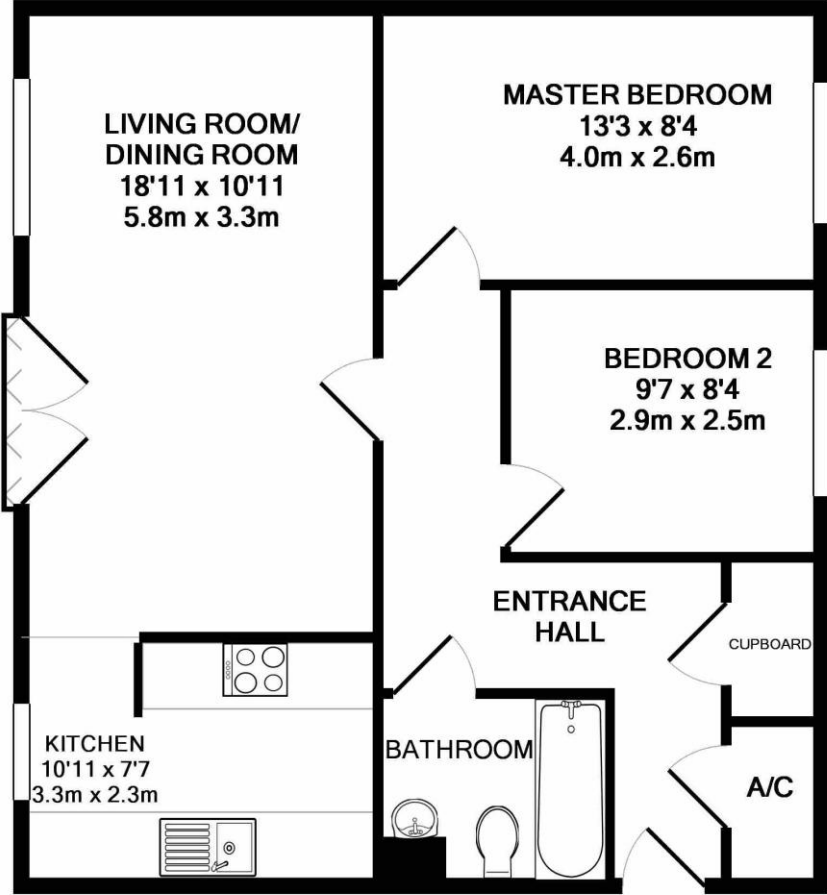 LIVING ROOM/
DINING ROOM
18'11 x 10'11
5.8m x 3.3m
MASTER BEDROOM
13'3 x 8'4
4.0m x 2.6m
BEDROOM 2
9'7 x 8'4
2.9m x 2.5m
ENTRANCE
HALL
CUPBOARD
KITCHEN
10'11 x 7'7
3.3m x 2.3m
BATHROOM
A/C